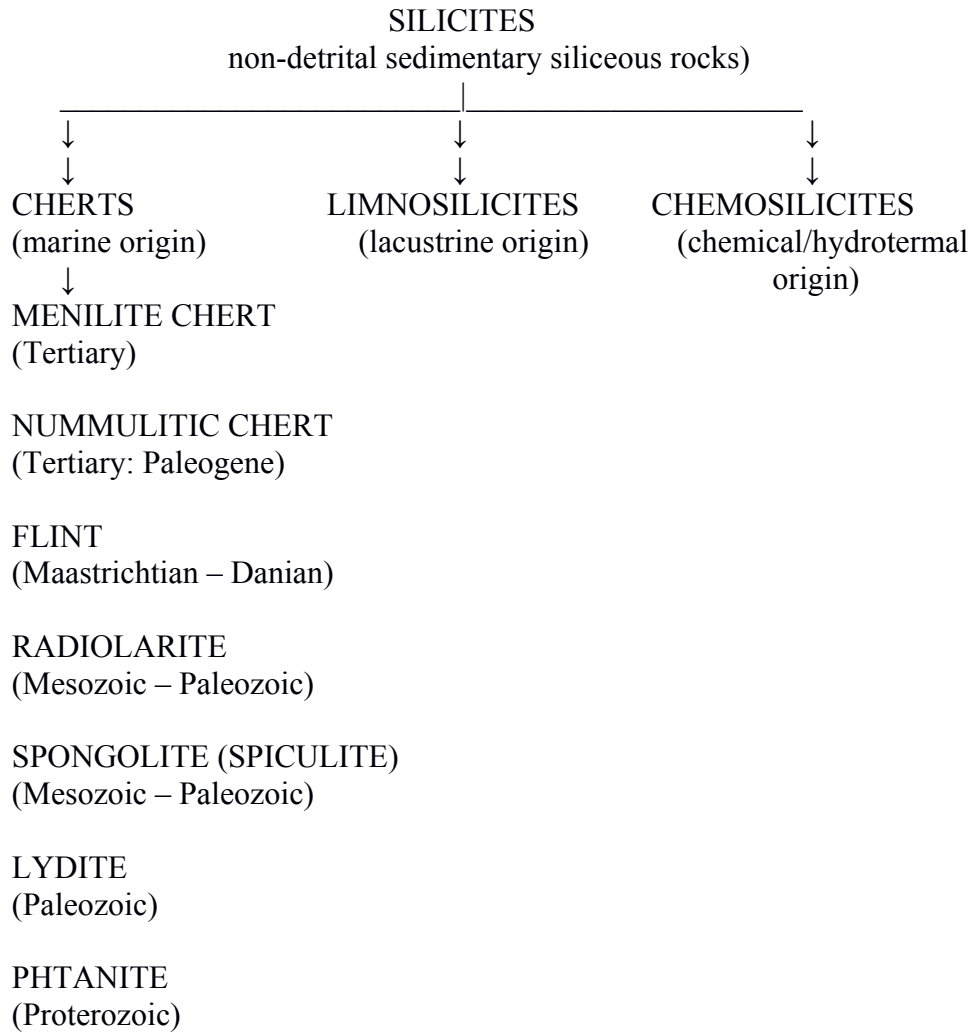 SILICITES
non-detrital sedimentary siliceous rocks)
↓ ↓ ↓
↓ ↓ ↓
CHERTS LIMNOSILICITES CHEMOSILICITES
(marine origin) (lacustrine origin) (chemical/hydrotermal
↓ origin)
MENILITE CHERT
(Tertiary)
NUMMULITIC CHERT
(Tertiary: Paleogene)
FLINT
(Maastrichtian – Danian)
RADIOLARITE
(Mesozoic – Paleozoic)
SPONGOLITE (SPICULITE)
(Mesozoic – Paleozoic)
LYDITE
(Paleozoic)
PHTANITE
(Proterozoic)